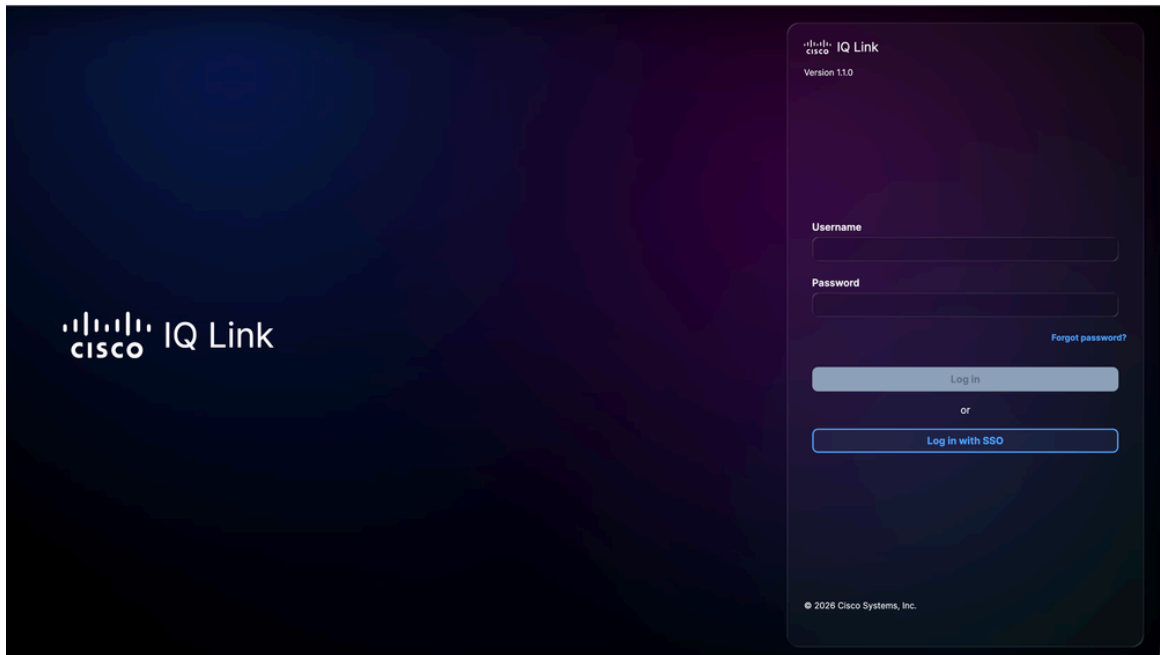 cisco IQ Link
cisco IQ Link
Version 1.1.0
Username
Password
Forgot password?
Log in
or
Log in with SSO
© 2026 Cisco Systems, Inc.